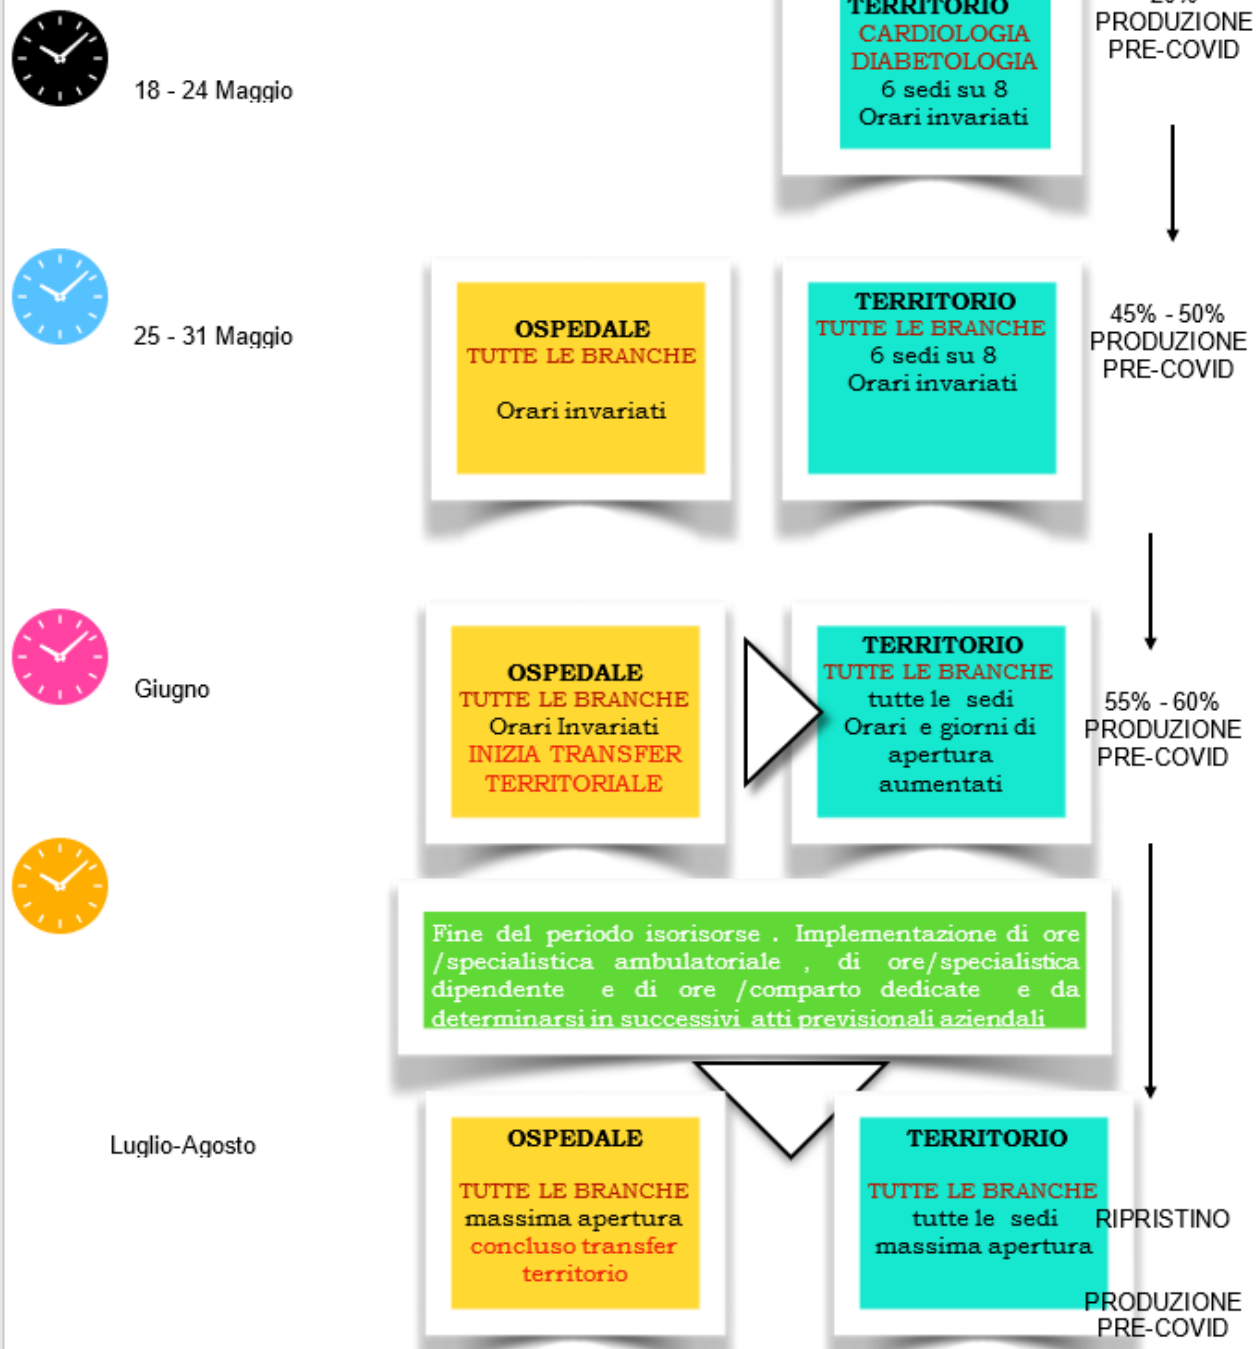 TERRITORIO
CARDIOLOGIA
DIABETOLOGIA
6 sedi su 8
Orari invariati
PRODUZIONE
PRE-COVID
18 - 24 Maggio
25 - 31 Maggio
OSPEDALE
TUTTE LE BRANCHE
Orari invariati
TERRITORIO
TUTTE LE BRANCHE
6 sedi su 8
Orari invariati
45% - 50%
PRODUZIONE
PRE-COVID
Giugno
OSPEDALE
TUTTE LE BRANCHE
Orari Invariati
INIZIA TRANSFER
TERRITORIALE
TERRITORIO
TUTTE LE BRANCHE
tutte le sedi
Orari e giorni di
apertura
aumentati
55% - 60%
PRODUZIONE
PRE-COVID
Fine del periodo isorisorse . Implementazione di ore
/specialistica ambulatoriale , di ore/specialistica
dipendente e di ore /comparto dedicate e da
determinarsi in successivi atti previsionali aziendali
Luglio-Agosto
OSPEDALE
TUTTE LE BRANCHE
massima apertura
concluso transfer
territorio
TERRITORIO
TUTTE LE BRANCHE
tutte le sedi
massima apertura
RIPRISTINO
PRODUZIONE
PRE-COVID